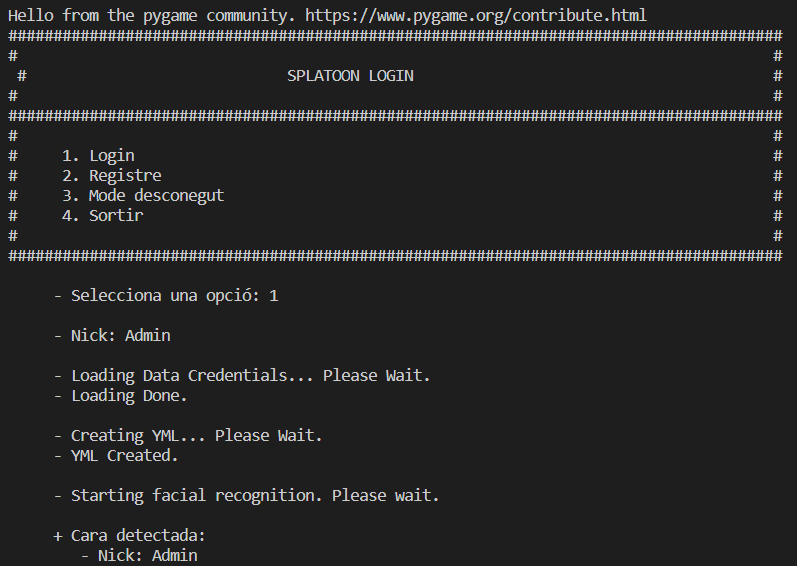 Hello from the pygame community. https://www.pygame.org/contribute.html
######################################################################################
#                                                                                    #
 #                             SPLATOON LOGIN                                        #
#                                                                                    #
######################################################################################
#                                                                                    #
#     1. Login                                                                       #
#     2. Registre                                                                    #
#     3. Mode desconegut                                                             #
#     4. Sortir                                                                      #
#                                                                                    #
######################################################################################
- Selecciona una opció: 1
- Nick: Admin
- Loading Data Credentials... Please Wait.
- Loading Done.
- Creating YML... Please Wait.
- YML Created.
- Starting facial recognition. Please wait.
+ Cara detectada:
- Nick: Admin